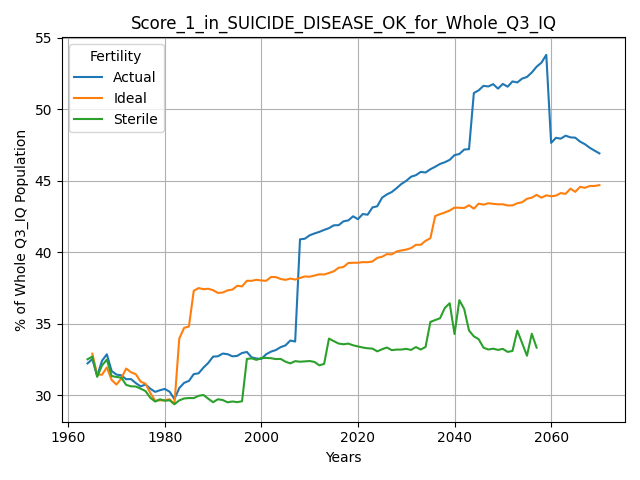 Score_1_in_SUICIDE_DISEASE_OK_for_Whole_Q3_IQ
Fertility
Actual
Ideal
Sterile
% of Whole Q3_IQ Population
55
50
45
40
35
30
1960
1980
2000
2020
2040
2060
Years